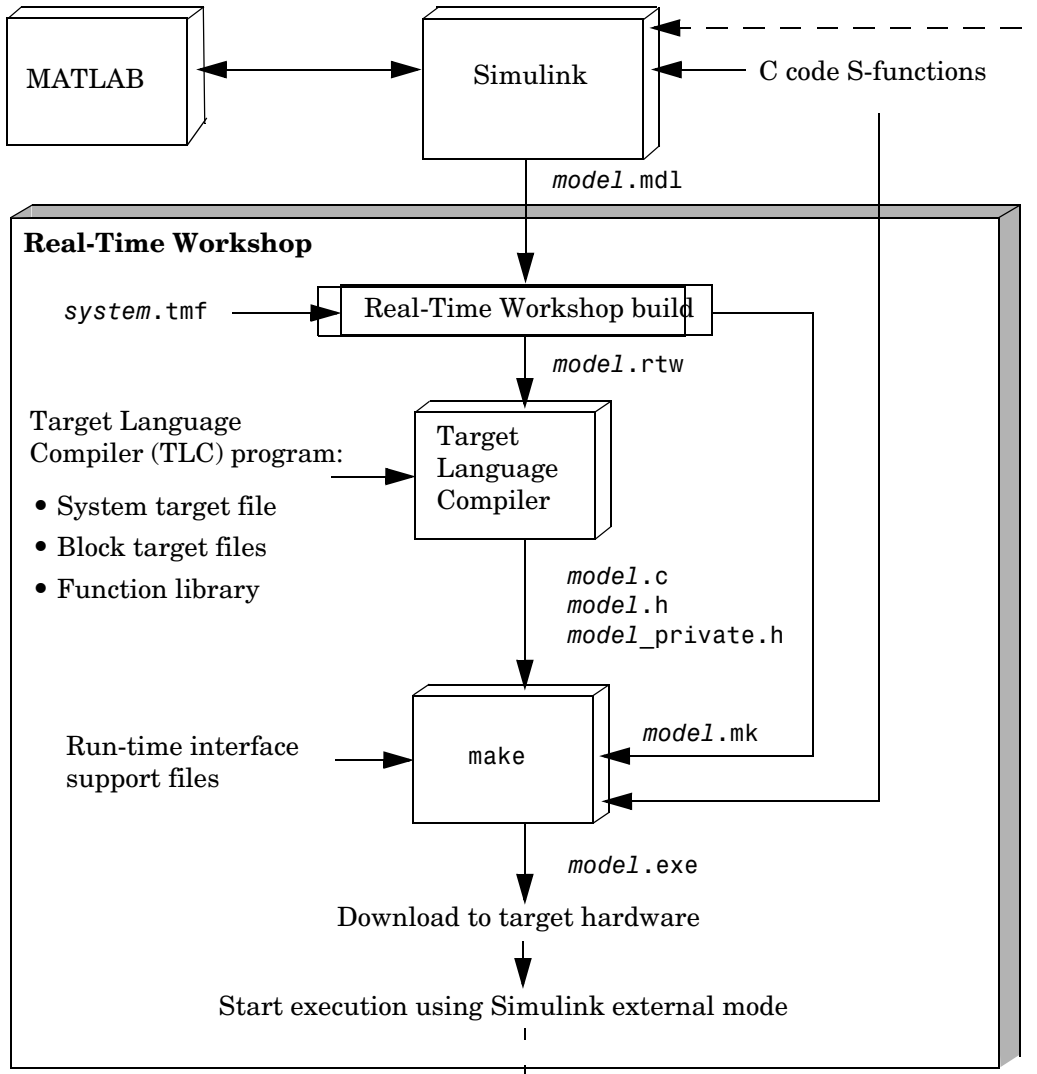 MATLAB
Simulink
C code S-functions
model.mdl
Real-Time Workshop
system.tmf
Real-Time Workshop build
model.rtw
Target Language
Compiler (TLC) program:
• System target file
• Block target files
• Function library
Target
Language
Compiler
model.c
model.h
model_private.h
Run-time interface
support files
make
model.mk
model.exe
Download to target hardware
Start execution using Simulink external mode